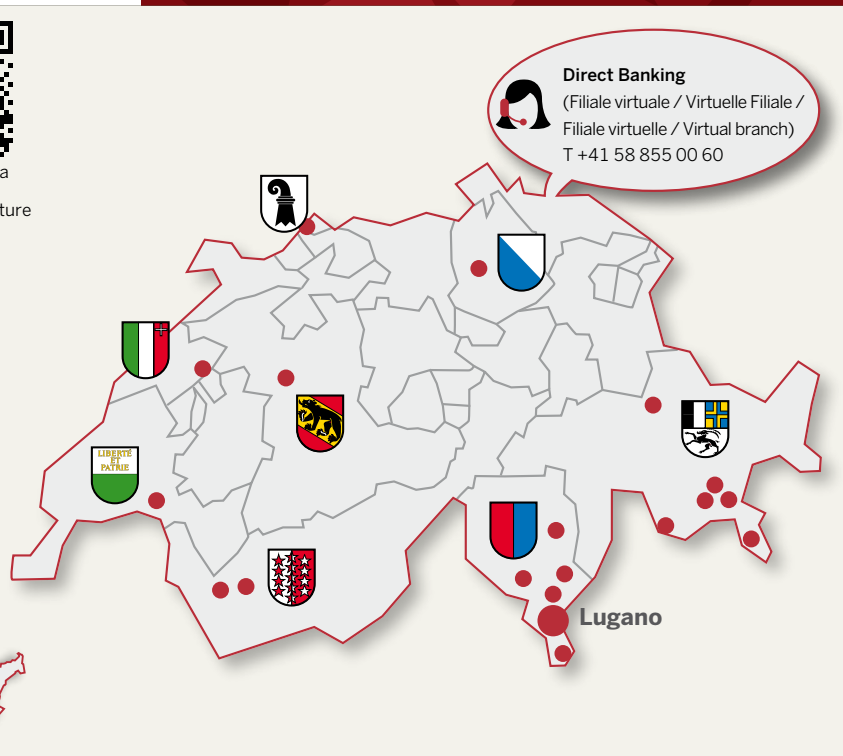 Direct Banking
(Filiale virtuale / Virtuelle Filiale /
Filiale virtuelle / Virtual branch)
T +41 58 855 00 60
a
ture
LIBERTÉ
ET
PATRIE
Lugano